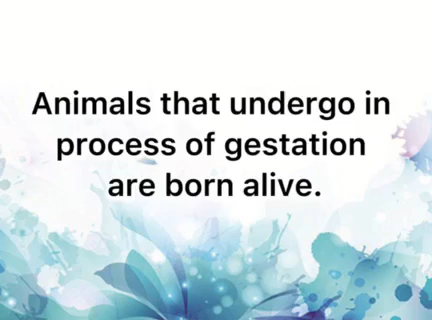 Animals that undergo in
process of gestation
are born alive.